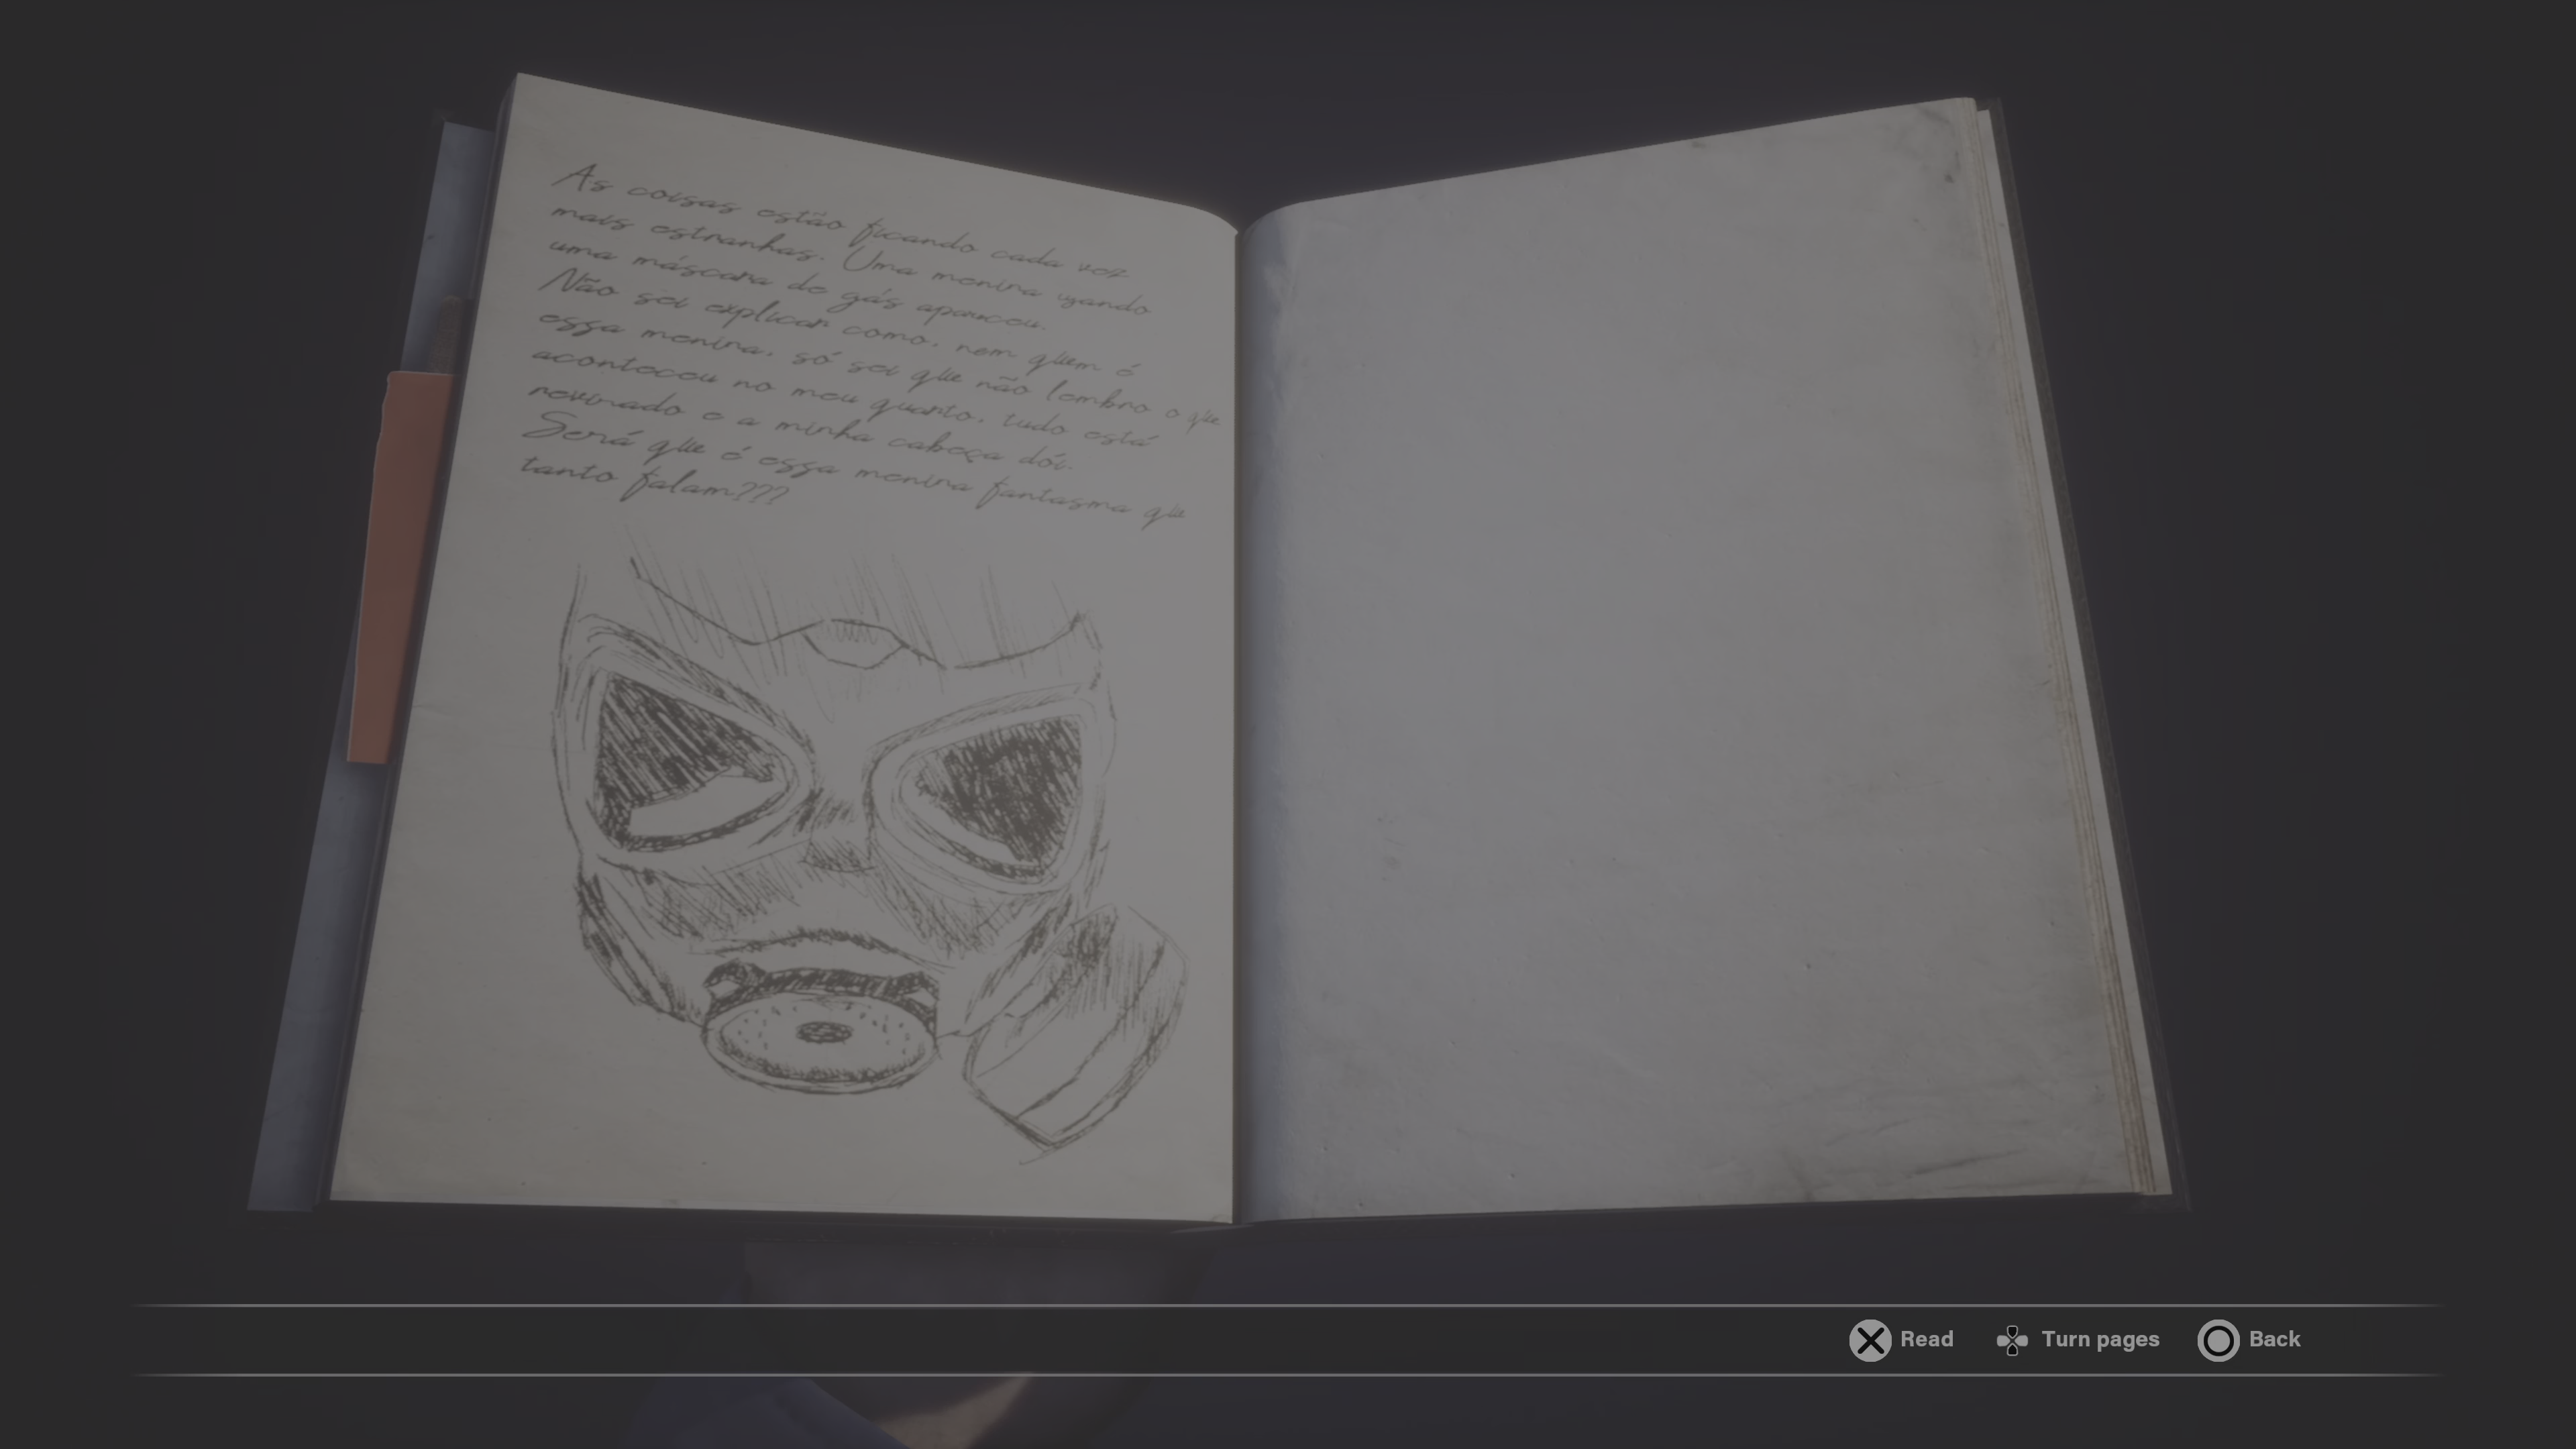 As coisas estão ficando cada vez
mais estranhas. Uma menina usando
uma máscara de gás apareceu.
Não sei explicar como, nem quem é
essa menina, só sei que não lembro o que
aconteceu no meu quarto, tudo está
revirado e a minha cabeça dói.
Será que é essa menina fantasma que
tanto falam???
Read Turn pages Back